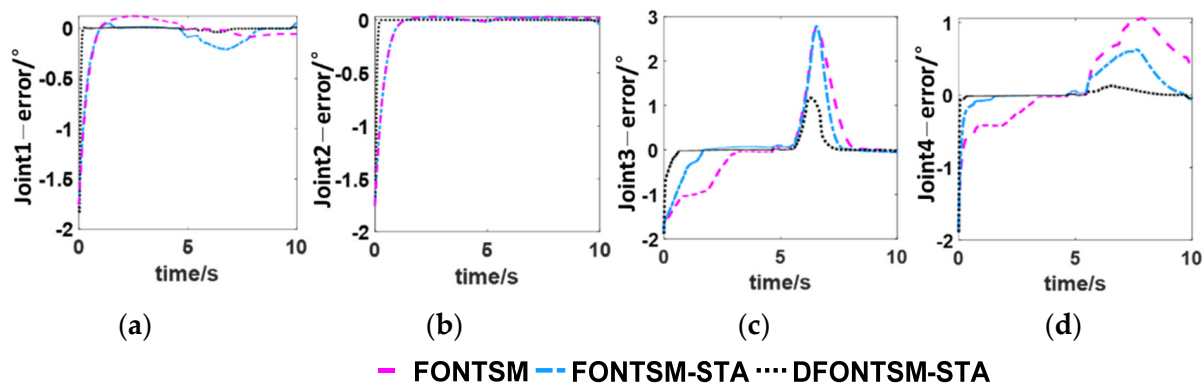 0
-0.5
-1
-1.5
-2
Joint1−error/°
0 5 10
time/s
(a)
0
-0.5
-1
-1.5
-2
Joint2−error/°
0 5 10
time/s
(b)
3
2
1
0
-1
-2
Joint3−error/°
0 5 10
time/s
(c)
1
0
-1
-2
Joint4−error/°
0 5 10
time/s
(d)
FONTSM FONTSM-STA DFONTSM-STA